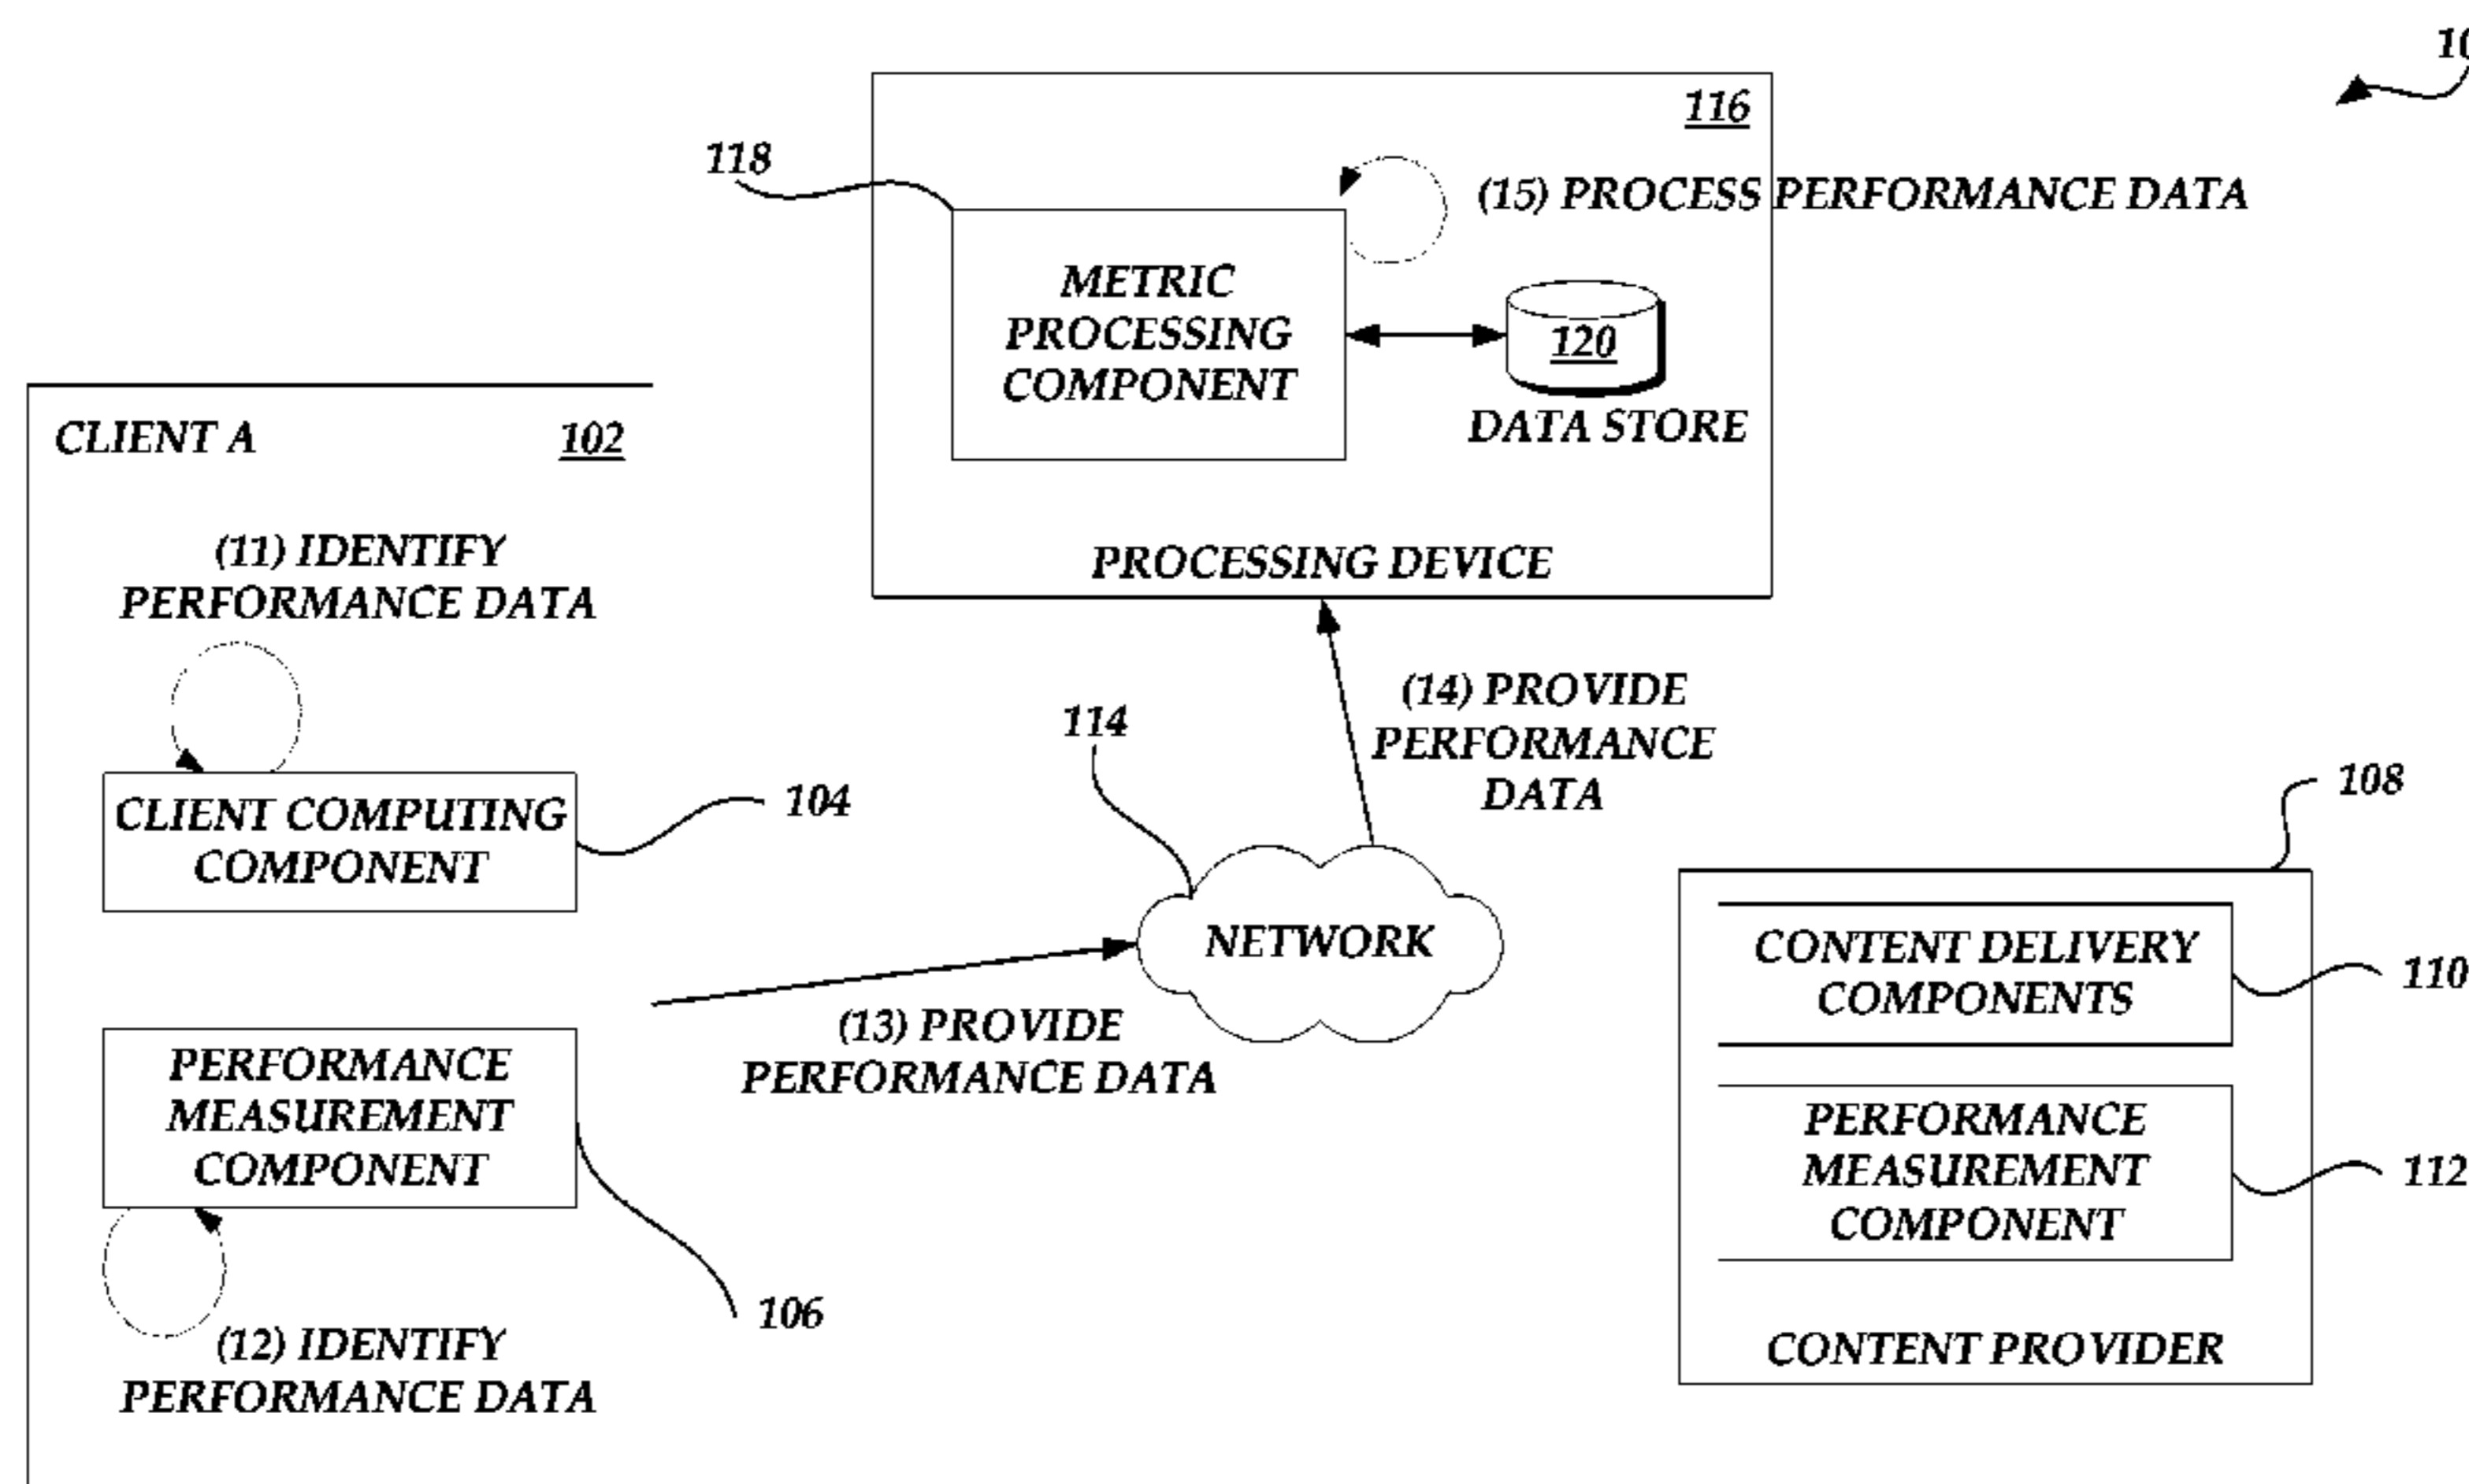 116
118
(15) PROCESS PERFORMANCE DATA
METRIC
PROCESSING
COMPONENT
120
DATA STORE
PROCESSING DEVICE
CLIENT A
102
(11) IDENTIFY
PERFORMANCE DATA
CLIENT COMPUTING
COMPONENT
104
PERFORMANCE
MEASUREMENT
COMPONENT
106
(12) IDENTIFY
PERFORMANCE DATA
(13) PROVIDE
PERFORMANCE DATA
114
NETWORK
(14) PROVIDE
PERFORMANCE
DATA
108
CONTENT DELIVERY
COMPONENTS
110
PERFORMANCE
MEASUREMENT
COMPONENT
112
CONTENT PROVIDER